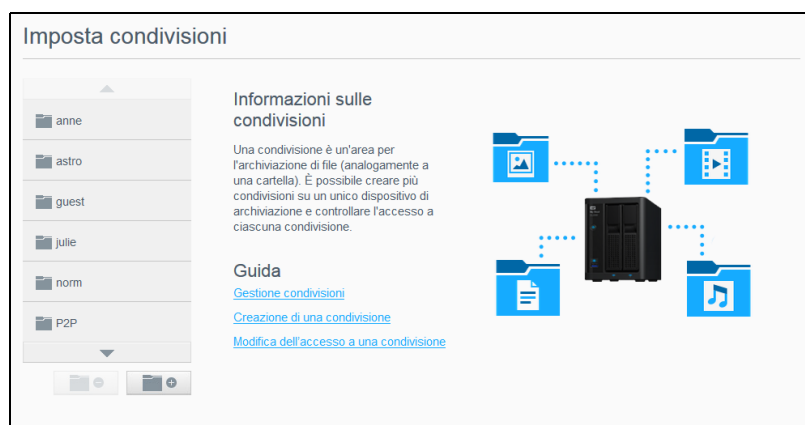 Imposta condivisioni
anne
astro
guest
julie
norm
P2P
Informazioni sulle
condivisioni
Una condivisione è un'area per
l'archiviazione di file (analogamente a
una cartella). È possibile creare più
condivisioni su un unico dispositivo di
archiviazione e controllare l'accesso a
ciascuna condivisione.
Guida
Gestione condivisioni
Creazione di una condivisione
Modifica dell'accesso a una condivisione